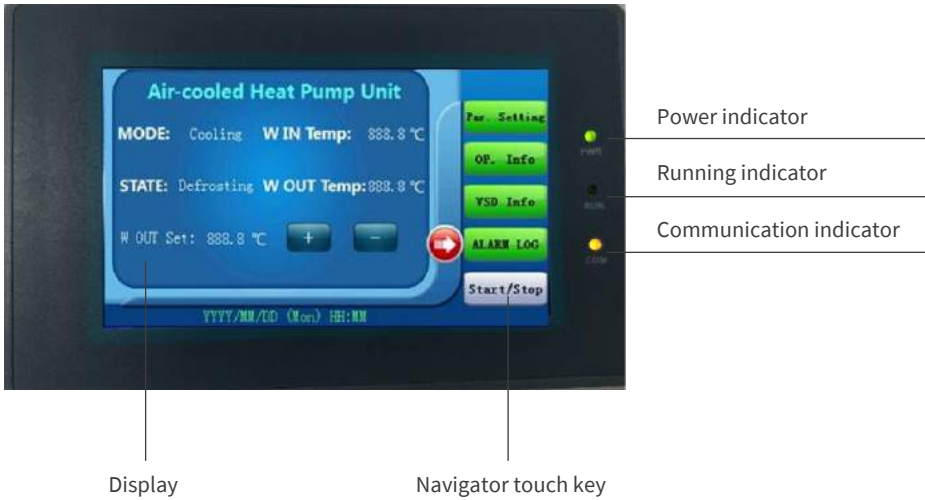 Air-cooled Heat Pump Unit
MODE: Cooling W IN Temp: 888.8 ℃
STATE: Defrosting W OUT Temp: 888.8 ℃
W OUT Set: 888.8 ℃ + -
YYYY/MM/DD (Mon) HH:MM
Par. Setting
OP. Info
VSD Info
ALARM LOG
Start/Stop
PWR
RUN
COM
Power indicator
Running indicator
Communication indicator
Display
Navigator touch key